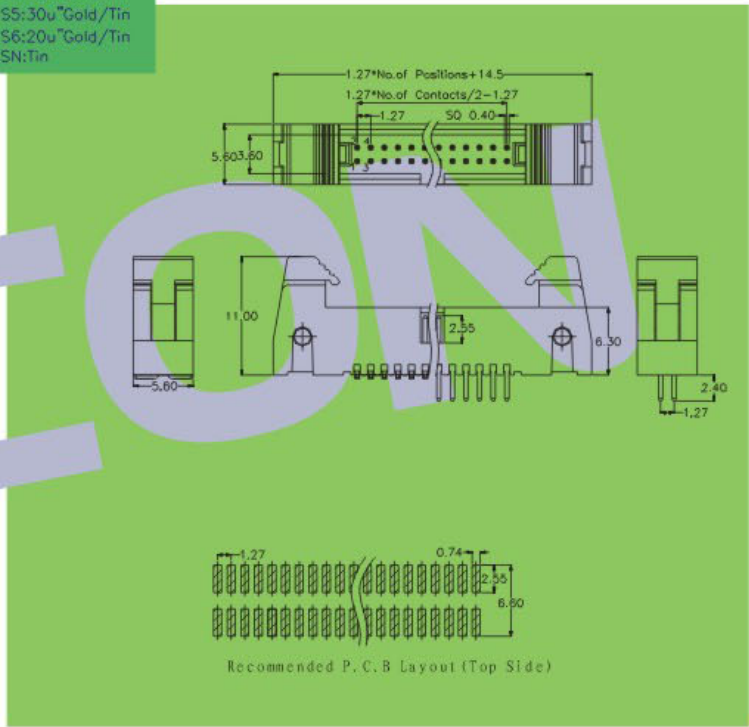 S5:30u"Gold/Tin
S6:20u"Gold/Tin
SN:Tin
1.27*No.of Positions+14.5
1.27*No.of Contacts/2-1.27
1.27
SQ 0.40
5.60
3.60
2 4
1 3
11.00
2.55
6.30
5.60
2.40
1.27
1.27
0.74
2.55
6.60
Recommended P.C.B Layout(Top Side)